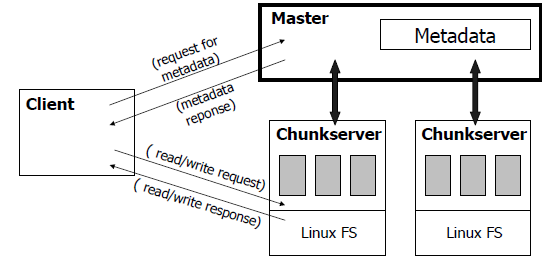 Master
Metadata
(request for
metadata)
(metadata
reponse)
Client
Chunkserver
Chunkserver
( read/write request)
( read/write response)
Linux FS
Linux FS